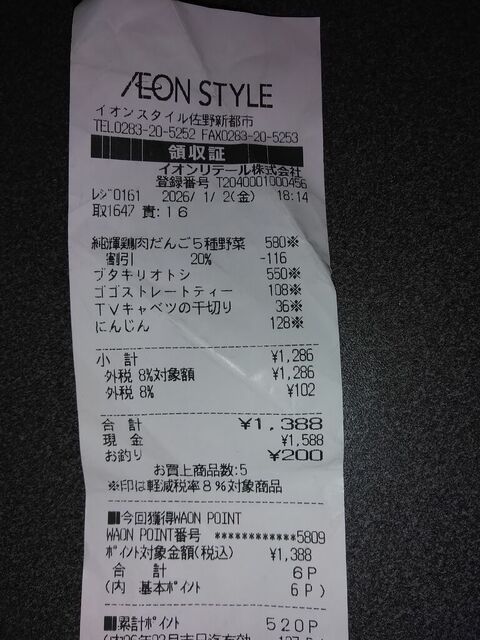 ÆON STYLE
イオンスタイル佐野新都市
TEL0283-20-5252 FAX0283-20-5253
領収証
イオンリテール株式会社
登録番号 T2040001000456
ﾚｼﾞ0161 2026/ 1/ 2(金) 18:14
取1647 責:16
純輝鶏肉だんご5種野菜 580※
割引 20% -116
ブタキリオトシ 550※
ゴゴストレートティー 108※
TVキャベツの千切り 36※
にんじん 128※
小 計 ¥1,286
外税 8%対象額 ¥1,286
外税 8% ¥102
合 計 ¥1,388
現 金 ¥1,588
お釣り ¥200
お買上商品数:5
※印は軽減税率8%対象商品
■今回獲得WAON POINT
WAON POINT番号 ************5809
ﾎﾟｲﾝﾄ対象金額(税込) ¥1,388
合 計 6P
(内 基本ﾎﾟｲﾝﾄ 6P)
■累計ﾎﾟｲﾝﾄ 520P